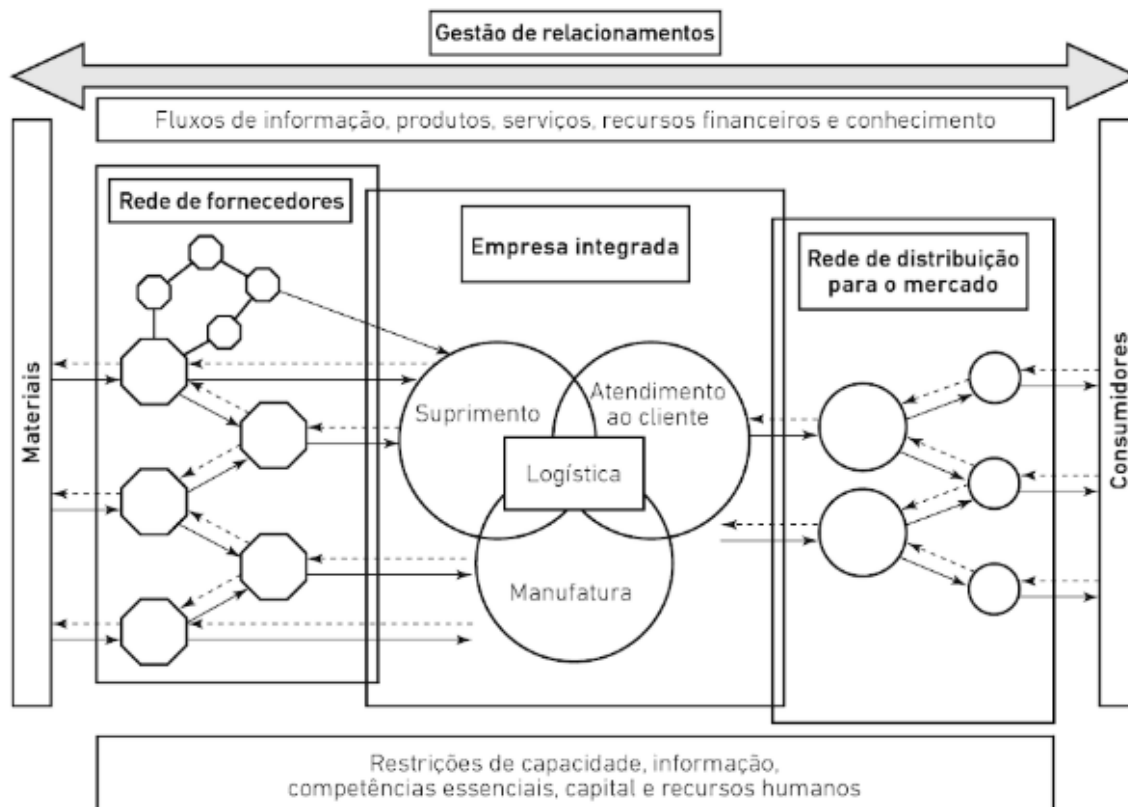 Gestão de relacionamentos
Fluxos de informação, produtos, serviços, recursos financeiros e conhecimento
Materiais
Rede de fornecedores
Empresa integrada
Rede de distribuição
para o mercado
Suprimento
Atendimento
ao cliente
Logística
Manufatura
Consumidores
Restrições de capacidade, informação,
competências essenciais, capital e recursos humanos